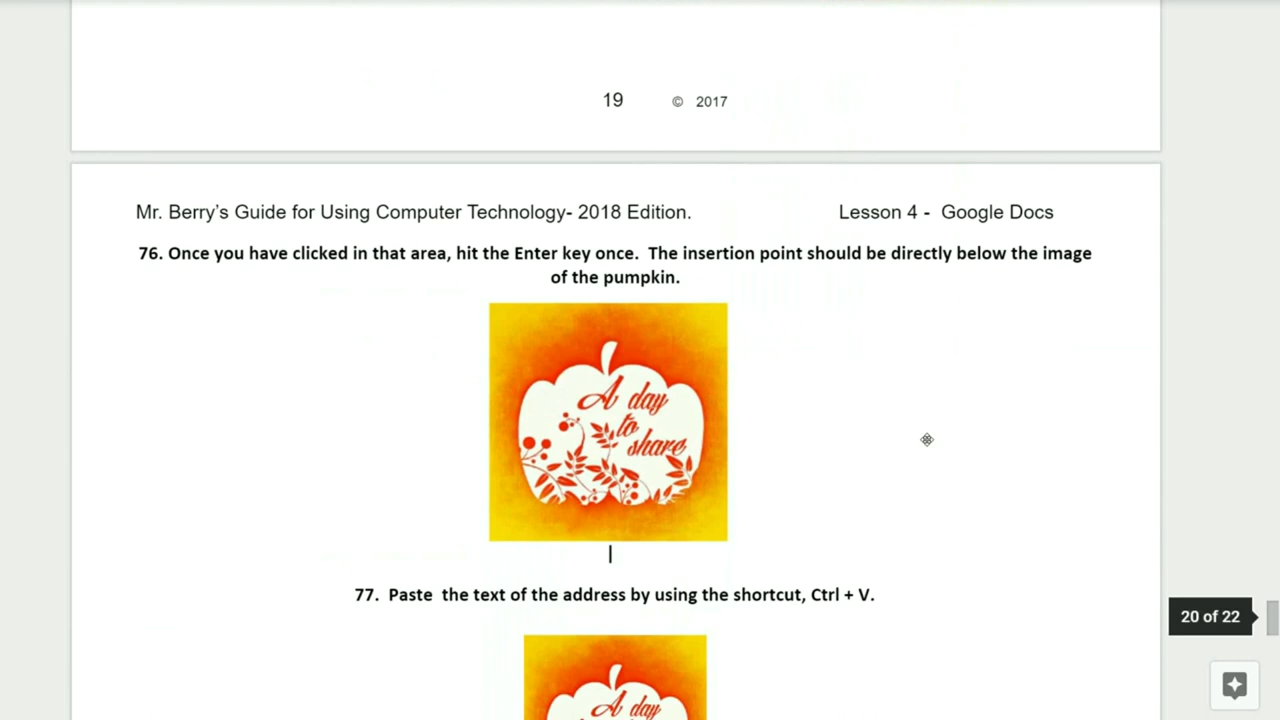 19 © 2017
Mr. Berry’s Guide for Using Computer Technology- 2018 Edition. Lesson 4 - Google Docs
76. Once you have clicked in that area, hit the Enter key once. The insertion point should be directly below the image
of the pumpkin.
A day
to
share
77. Paste the text of the address by using the shortcut, Ctrl + V.
20 of 22
A day